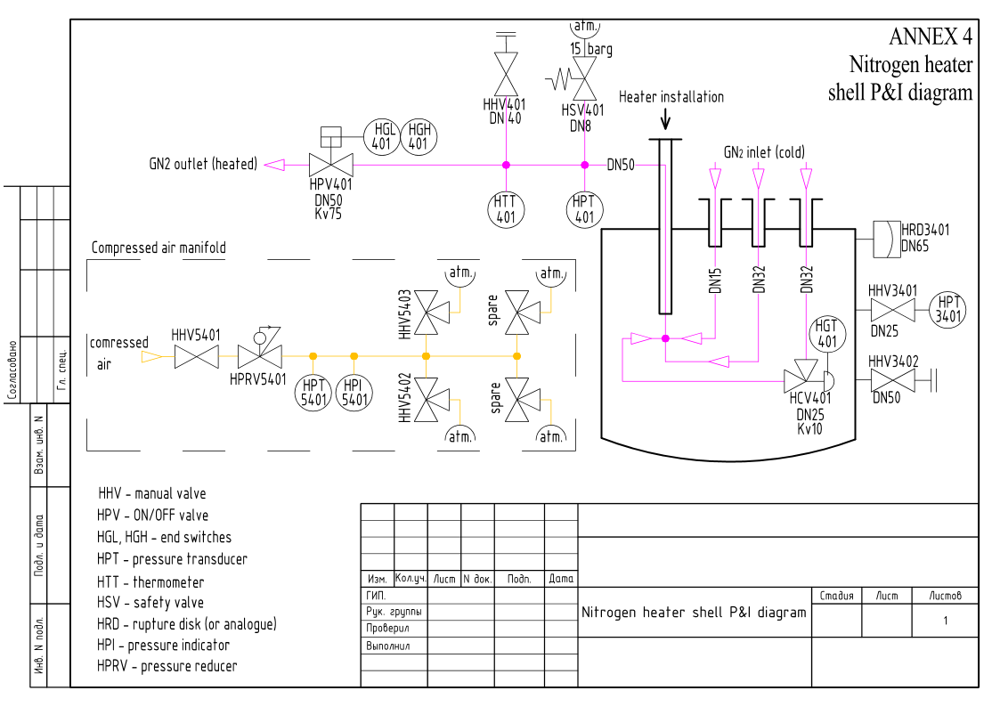 ANNEX 4
Nitrogen heater
shell P&I diagram
atm.
15 barg
HHV401
DN 40
HSV401
DN8
Heater installation
HGL
401
HGH
401
GN2 outlet (heated)
DN50
GN2 inlet (cold)
HPV401
DN50
Kv75
HTT
401
HPT
401
HRD3401
DN65
Compressed air manifold
atm.
atm.
DN15
DN32
DN32
HHV3401
DN25
HPT
3401
HHV5403
spare
HGT
401
comressed
air
HHV5401
HPRV5401
HPT
5401
HPI
5401
HHV5402
spare
HCV401
DN25
Kv10
HHV3402
DN50
atm.
atm.
HHV - manual valve
HPV - ON/OFF valve
HGL, HGH - end switches
HPT - pressure transducer
HTT - thermometer
HSV - safety valve
HRD - rupture disk (or analogue)
HPI - pressure indicator
HPRV - pressure reducer
Согласовано
Гл. спец.
Взам. инв. N
Подл. и дата
Инв. N подл.
Изм. Кол.уч. Лист N док. Подп. Дата
ГИП.
Рук. группы
Проверил
Выполнил
Nitrogen heater shell P&I diagram
Стадия Лист Листов
1